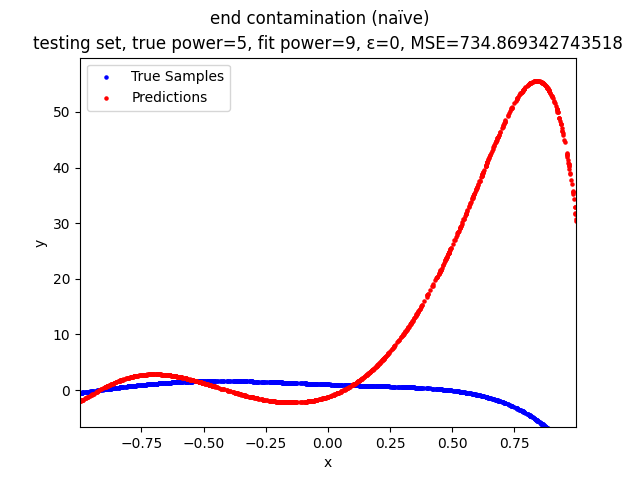 end contamination (naïve)
testing set, true power=5, fit power=9, ε=0, MSE=734.869342743518
True Samples
Predictions
50
40
30
20
10
0
y
−0.75 −0.50 −0.25 0.00 0.25 0.50 0.75
x